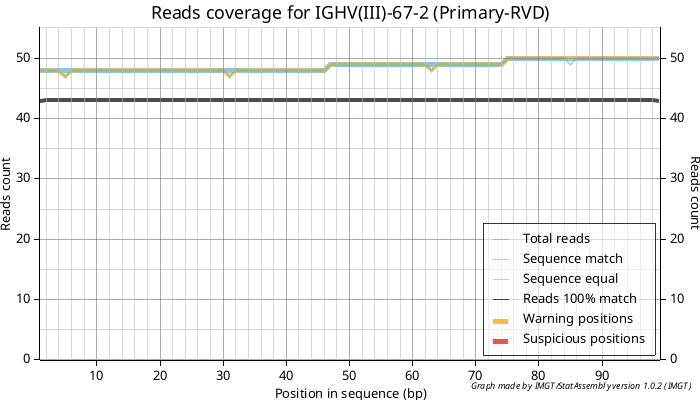 Reads coverage for IGHV(III)-67-2 (Primary-RVD)
50
40
30
20
10
0
Reads count
50
40
30
20
10
0
Reads count
Total reads
Sequence match
Sequence equal
Reads 100% match
Warning positions
Suspicious positions
10 20 30 40 50 60 70 80 90
Position in sequence (bp)
Graph made by IMGT/StatAssembly version 1.0.2 (IMGT)